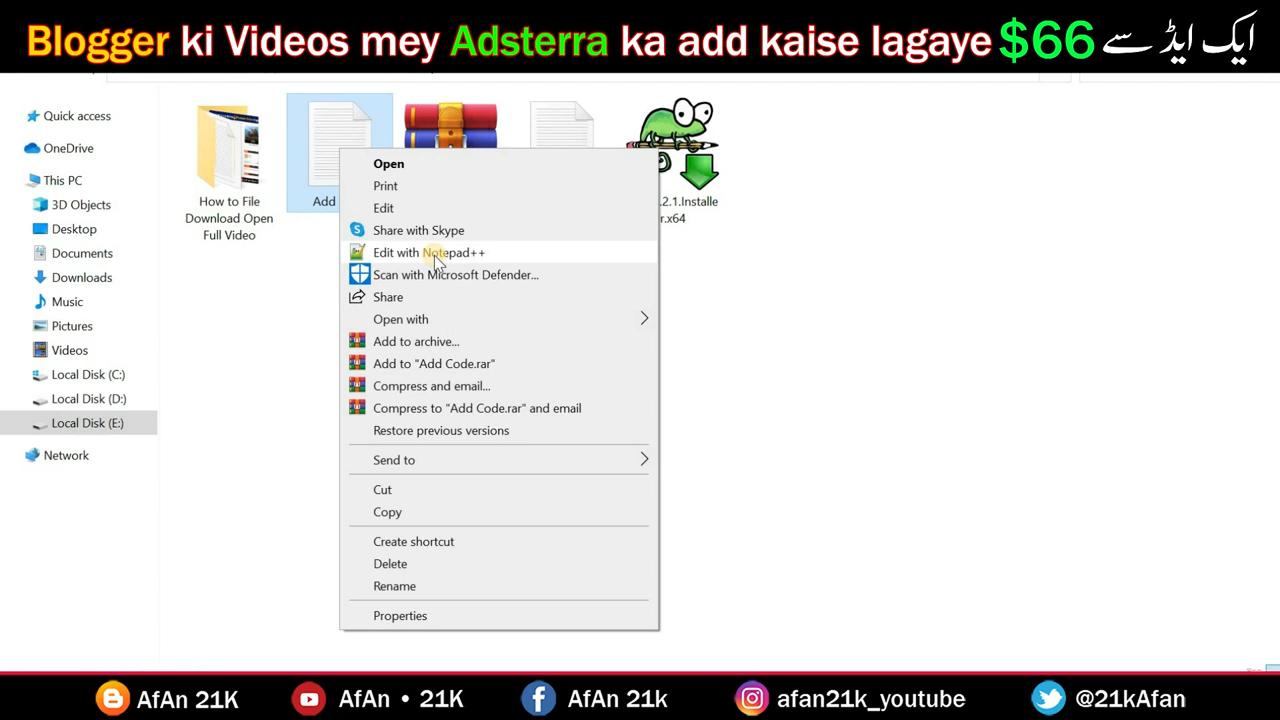 Blogger ki Videos mey Adsterra ka add kaise lagaye $66 ایک ایڈ سے
Quick access
OneDrive
This PC
3D Objects
Desktop
Documents
Downloads
Music
Pictures
Videos
Local Disk (C:)
Local Disk (D:)
Local Disk (E:)
Network
How to File
Download Open
Full Video
Add
.2.1.Installe
r.x64
Open
Print
Edit
Share with Skype
Edit with Notepad++
Scan with Microsoft Defender...
Share
Open with
Add to archive...
Add to "Add Code.rar"
Compress and email...
Compress to "Add Code.rar" and email
Restore previous versions
Send to
Cut
Copy
Create shortcut
Delete
Rename
Properties
AfAn 21K
AfAn • 21K
AfAn 21k
afan21k_youtube
@21kAfan